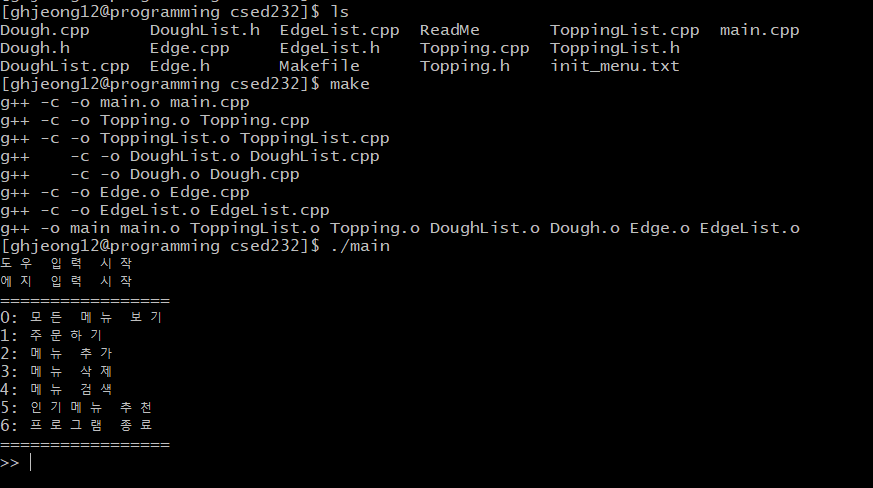 [ghjeong12@programming csed232]$ ls
Dough.cpp      DoughList.h  EdgeList.cpp  ReadMe       ToppingList.cpp  main.cpp
Dough.h        Edge.cpp     EdgeList.h    Topping.cpp  ToppingList.h
DoughList.cpp  Edge.h       Makefile      Topping.h    init_menu.txt
[ghjeong12@programming csed232]$ make
g++ -c -o main.o main.cpp
g++ -c -o Topping.o Topping.cpp
g++ -c -o ToppingList.o ToppingList.cpp
g++    -c -o DoughList.o DoughList.cpp
g++    -c -o Dough.o Dough.cpp
g++ -c -o Edge.o Edge.cpp
g++ -c -o EdgeList.o EdgeList.cpp
g++ -o main main.o ToppingList.o Topping.o DoughList.o Dough.o Edge.o EdgeList.o
[ghjeong12@programming csed232]$ ./main
도우 입력 시작
에지 입력 시작
=================
0: 모든 메뉴 보기
1: 주문하기
2: 메뉴 추가
3: 메뉴 삭제
4: 메뉴 검색
5: 인기메뉴 추천
6: 프로그램 종료
=================
>>